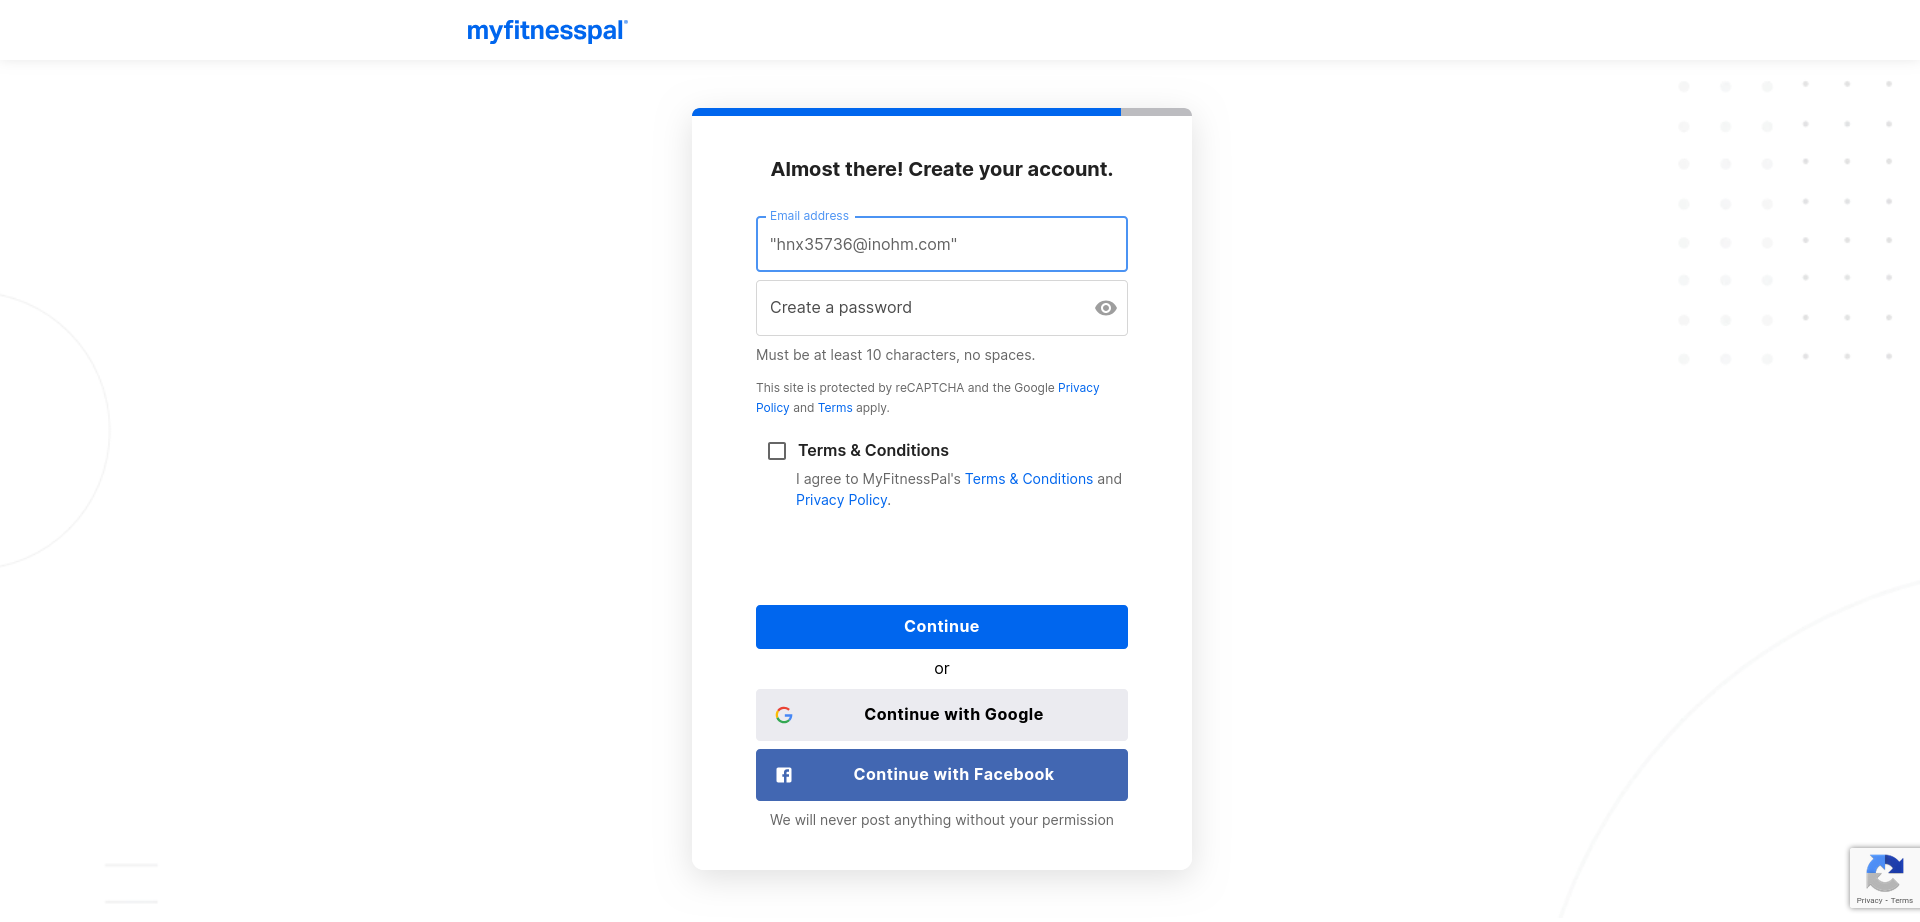 myfitnesspal
Almost there! Create your account.
Email address
"hnx35736@inohm.com"
Create a password
Must be at least 10 characters, no spaces.
This site is protected by reCAPTCHA and the Google Privacy
Policy and Terms apply.
Terms & Conditions
I agree to MyFitnessPal's Terms & Conditions and
Privacy Policy.
Continue
or
Continue with Google
Continue with Facebook
We will never post anything without your permission
Privacy - Terms